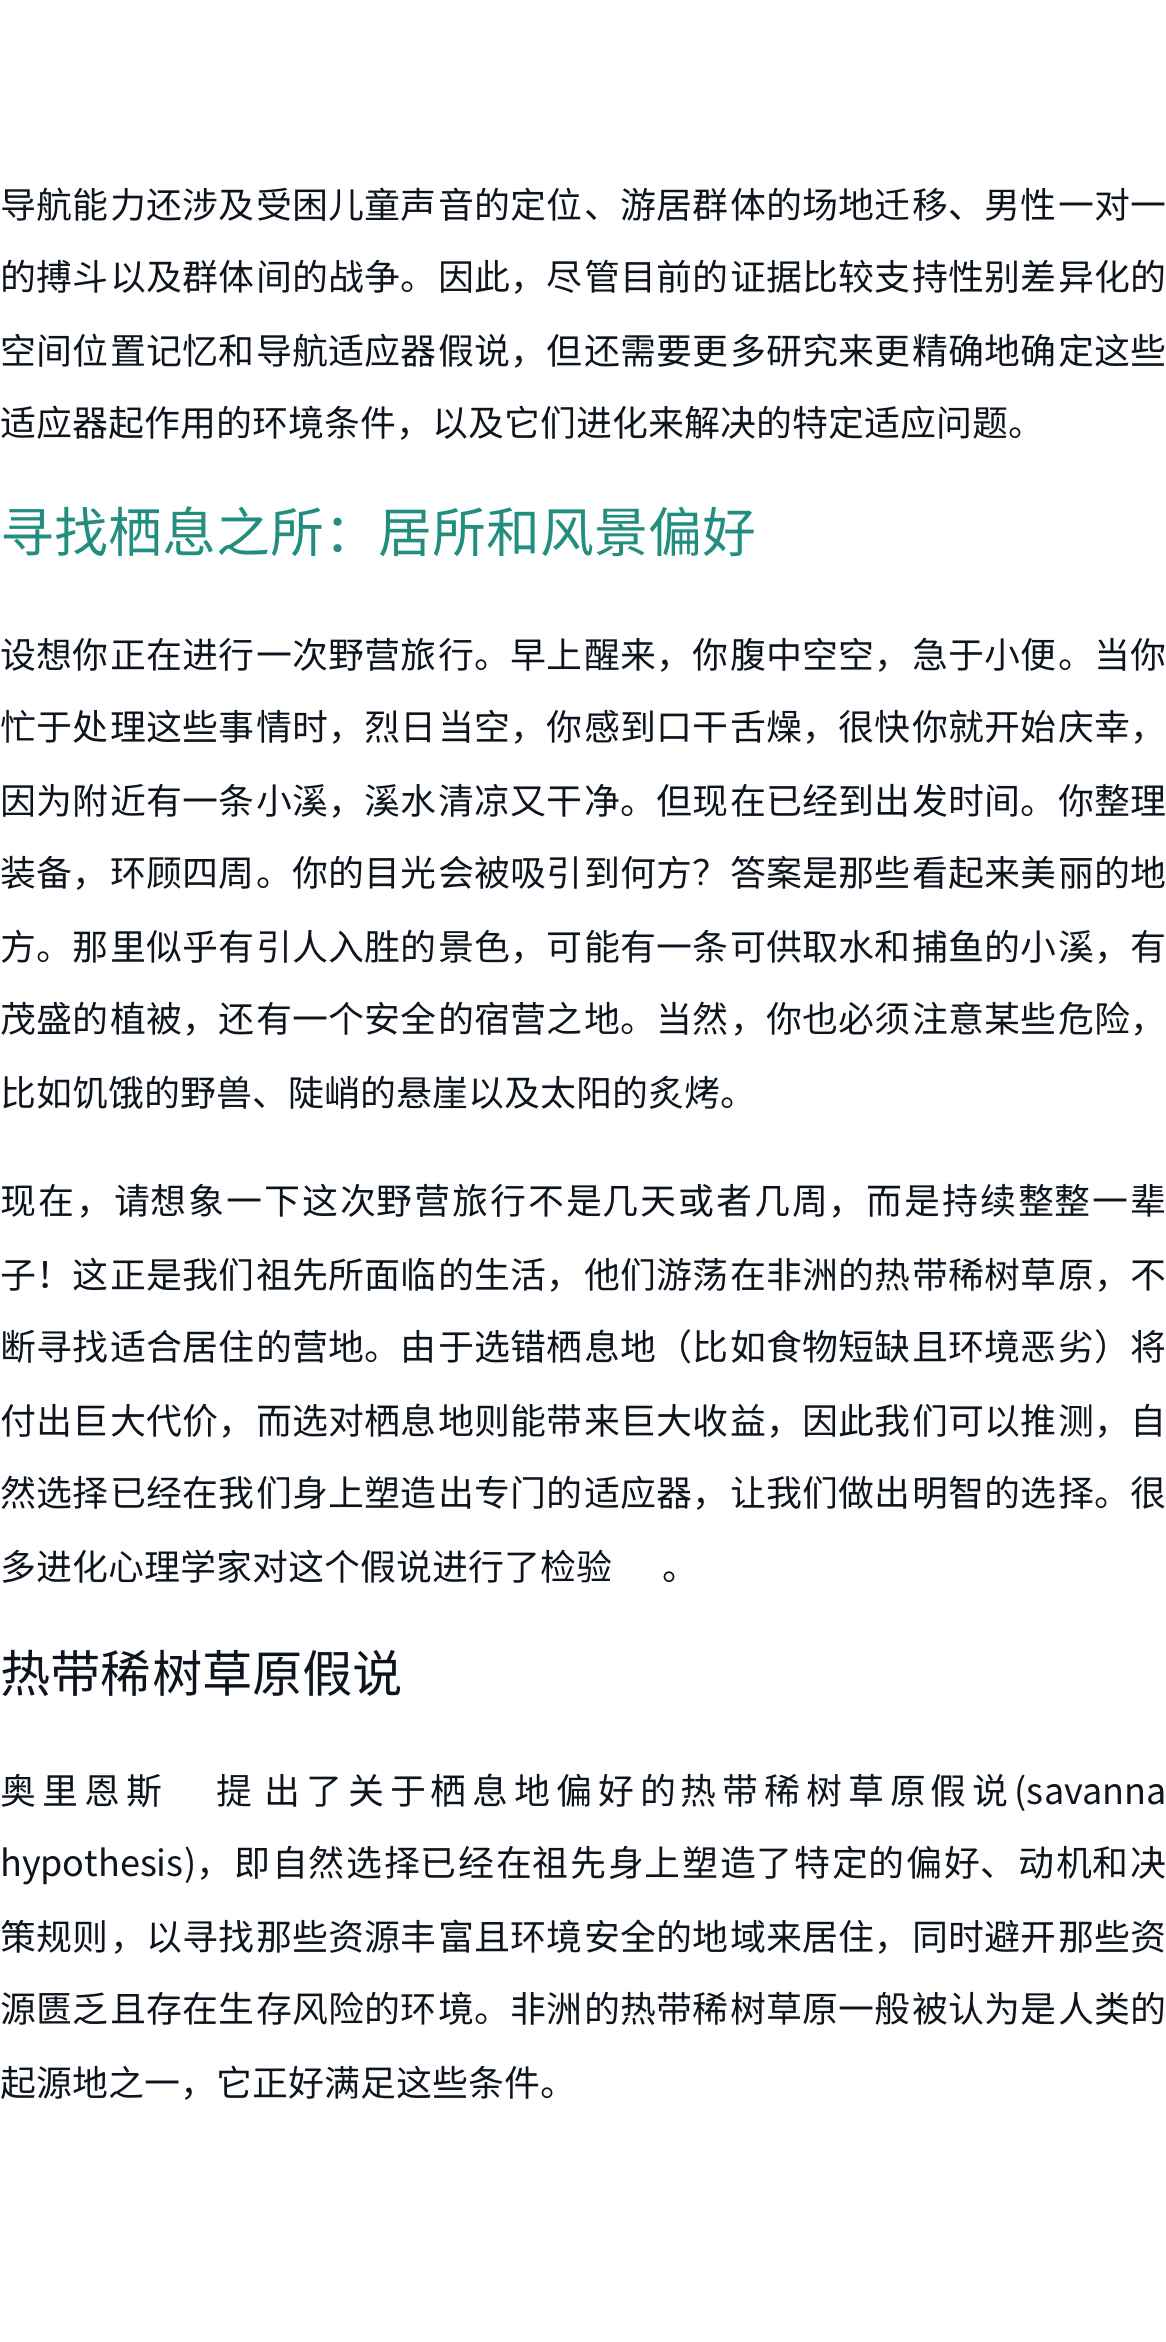 导航能力还涉及受困儿童声音的定位、游居群体的场地迁移、男性一对一
的搏斗以及群体间的战争。因此，尽管目前的证据比较支持性别差异化的
空间位置记忆和导航适应器假说，但还需要更多研究来更精确地确定这些
适应器起作用的环境条件，以及它们进化来解决的特定适应问题。
寻找栖息之所：居所和风景偏好
设想你正在进行一次野营旅行。早上醒来，你腹中空空，急于小便。当你
忙于处理这些事情时，烈日当空，你感到口干舌燥，很快你就开始庆幸，
因为附近有一条小溪，溪水清凉又干净。但现在已经到出发时间。你整理
装备，环顾四周。你的目光会被吸引到何方？答案是那些看起来美丽的地
方。那里似乎有引人入胜的景色，可能有一条可供取水和捕鱼的小溪，有
茂盛的植被，还有一个安全的宿营之地。当然，你也必须注意某些危险，
比如饥饿的野兽、陡峭的悬崖以及太阳的炙烤。
现在，请想象一下这次野营旅行不是几天或者几周，而是持续整整一辈
子！这正是我们祖先所面临的生活，他们游荡在非洲的热带稀树草原，不
断寻找适合居住的营地。由于选错栖息地（比如食物短缺且环境恶劣）将
付出巨大代价，而选对栖息地则能带来巨大收益，因此我们可以推测，自
然选择已经在我们身上塑造出专门的适应器，让我们做出明智的选择。很
多进化心理学家对这个假说进行了检验 。
热带稀树草原假说
奥里恩斯 提出了关于栖息地偏好的热带稀树草原假说(savanna
hypothesis)，即自然选择已经在祖先身上塑造了特定的偏好、动机和决
策规则，以寻找那些资源丰富且环境安全的地域来居住，同时避开那些资
源匮乏且存在生存风险的环境。非洲的热带稀树草原一般被认为是人类的
起源地之一，它正好满足这些条件。